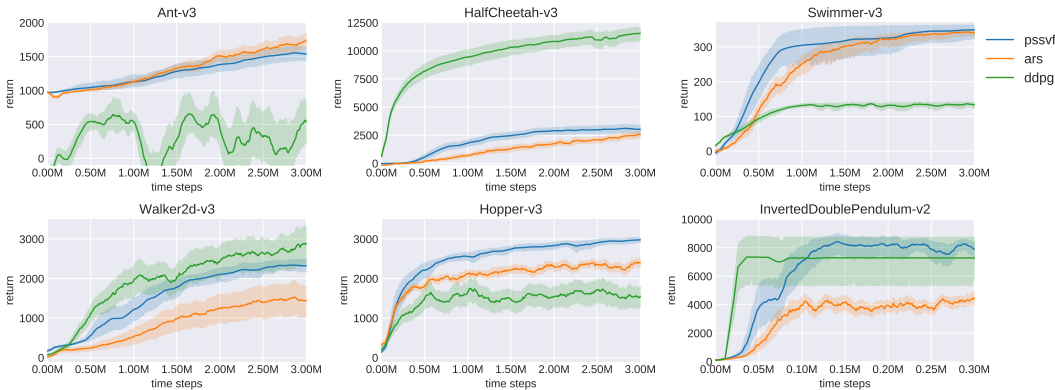 Ant-v3
HalfCheetah-v3
Swimmer-v3
return
2000
1500
1000
500
0
0.00M 0.50M 1.00M 1.50M 2.00M 2.50M 3.00M
time steps
return
12500
10000
7500
5000
2500
0
0.00M 0.50M 1.00M 1.50M 2.00M 2.50M 3.00M
time steps
return
300
200
100
0
0.00M 0.50M 1.00M 1.50M 2.00M 2.50M 3.00M
time steps
pssvf
ars
ddpg
Walker2d-v3
Hopper-v3
InvertedDoublePendulum-v2
return
3000
2000
1000
0
0.00M 0.50M 1.00M 1.50M 2.00M 2.50M 3.00M
time steps
return
3000
2000
1000
0
0.00M 0.50M 1.00M 1.50M 2.00M 2.50M 3.00M
time steps
return
10000
8000
6000
4000
2000
0
0.00M 0.05M 0.10M 0.15M 0.20M 0.25M 0.30M
time steps